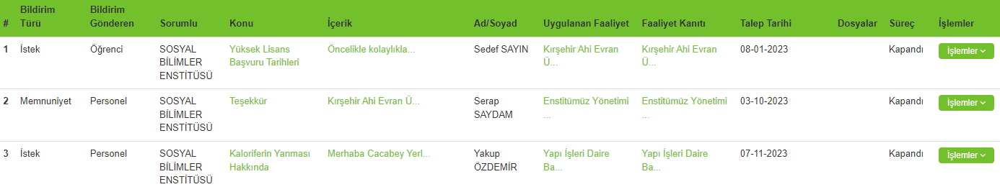 # Bildirim Türü Bildirim Gönderen Sorumlu Konu İçerik Ad/Soyad Uygulanan Faaliyet Faaliyet Kanıtı Talep Tarihi Dosyalar Süreç İşlemler
1 İstek Öğrenci SOSYAL BİLİMLER ENSTİTÜSÜ Yüksek Lisans Başvuru Tarihleri Öncelikle kolaylıkla... Sedef SAYIN Kırşehir Ahi Evran Ü... Kırşehir Ahi Evran Ü... 08-01-2023 Kapandı İşlemler
2 Memnuniyet Personel SOSYAL BİLİMLER ENSTİTÜSÜ Teşekkür Kırşehir Ahi Evran Ü... Serap SAYDAM Enstitümüz Yönetimi ... Enstitümüz Yönetimi ... 03-10-2023 Kapandı İşlemler
3 İstek Personel SOSYAL BİLİMLER ENSTİTÜSÜ Kaloriferin Yanması Hakkında Merhaba Cacabey Yerl... Yakup ÖZDEMİR Yapı İşleri Daire Ba... Yapı İşleri Daire Ba... 07-11-2023 Kapandı İşlemler